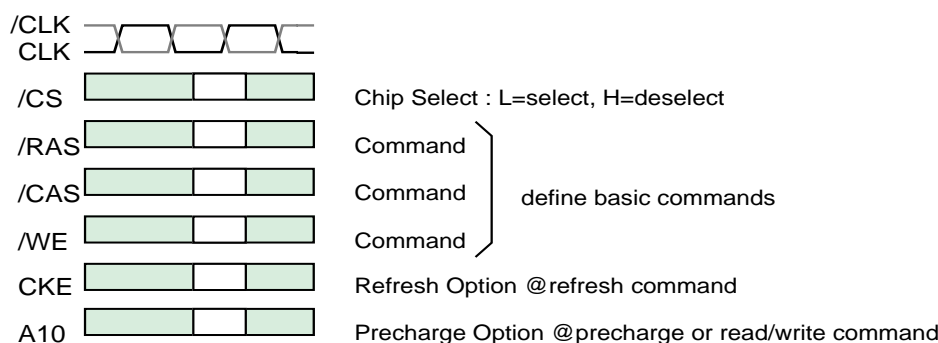 /CLK
CLK
/CS Chip Select : L=select, H=deselect
/RAS Command
/CAS Command define basic commands
/WE Command
CKE Refresh Option @refresh command
A10 Precharge Option @precharge or read/write command